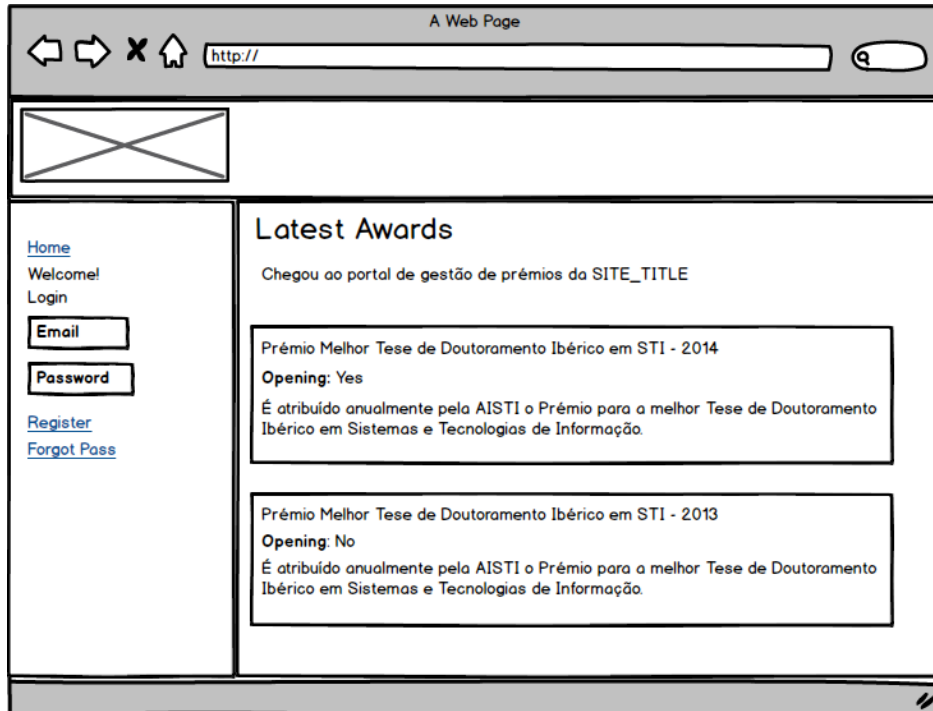 A Web Page
http://
Home
Welcome!
Login
Email
Password
Register
Forgot Pass
Latest Awards
Chegou ao portal de gestão de prémios da SITE_TITLE
Prémio Melhor Tese de Doutoramento Ibérico em STI - 2014
Opening: Yes
É atribuído anualmente pela AISTI o Prémio para a melhor Tese de Doutoramento
Ibérico em Sistemas e Tecnologias de Informação.
Prémio Melhor Tese de Doutoramento Ibérico em STI - 2013
Opening: No
É atribuído anualmente pela AISTI o Prémio para a melhor Tese de Doutoramento
Ibérico em Sistemas e Tecnologias de Informação.